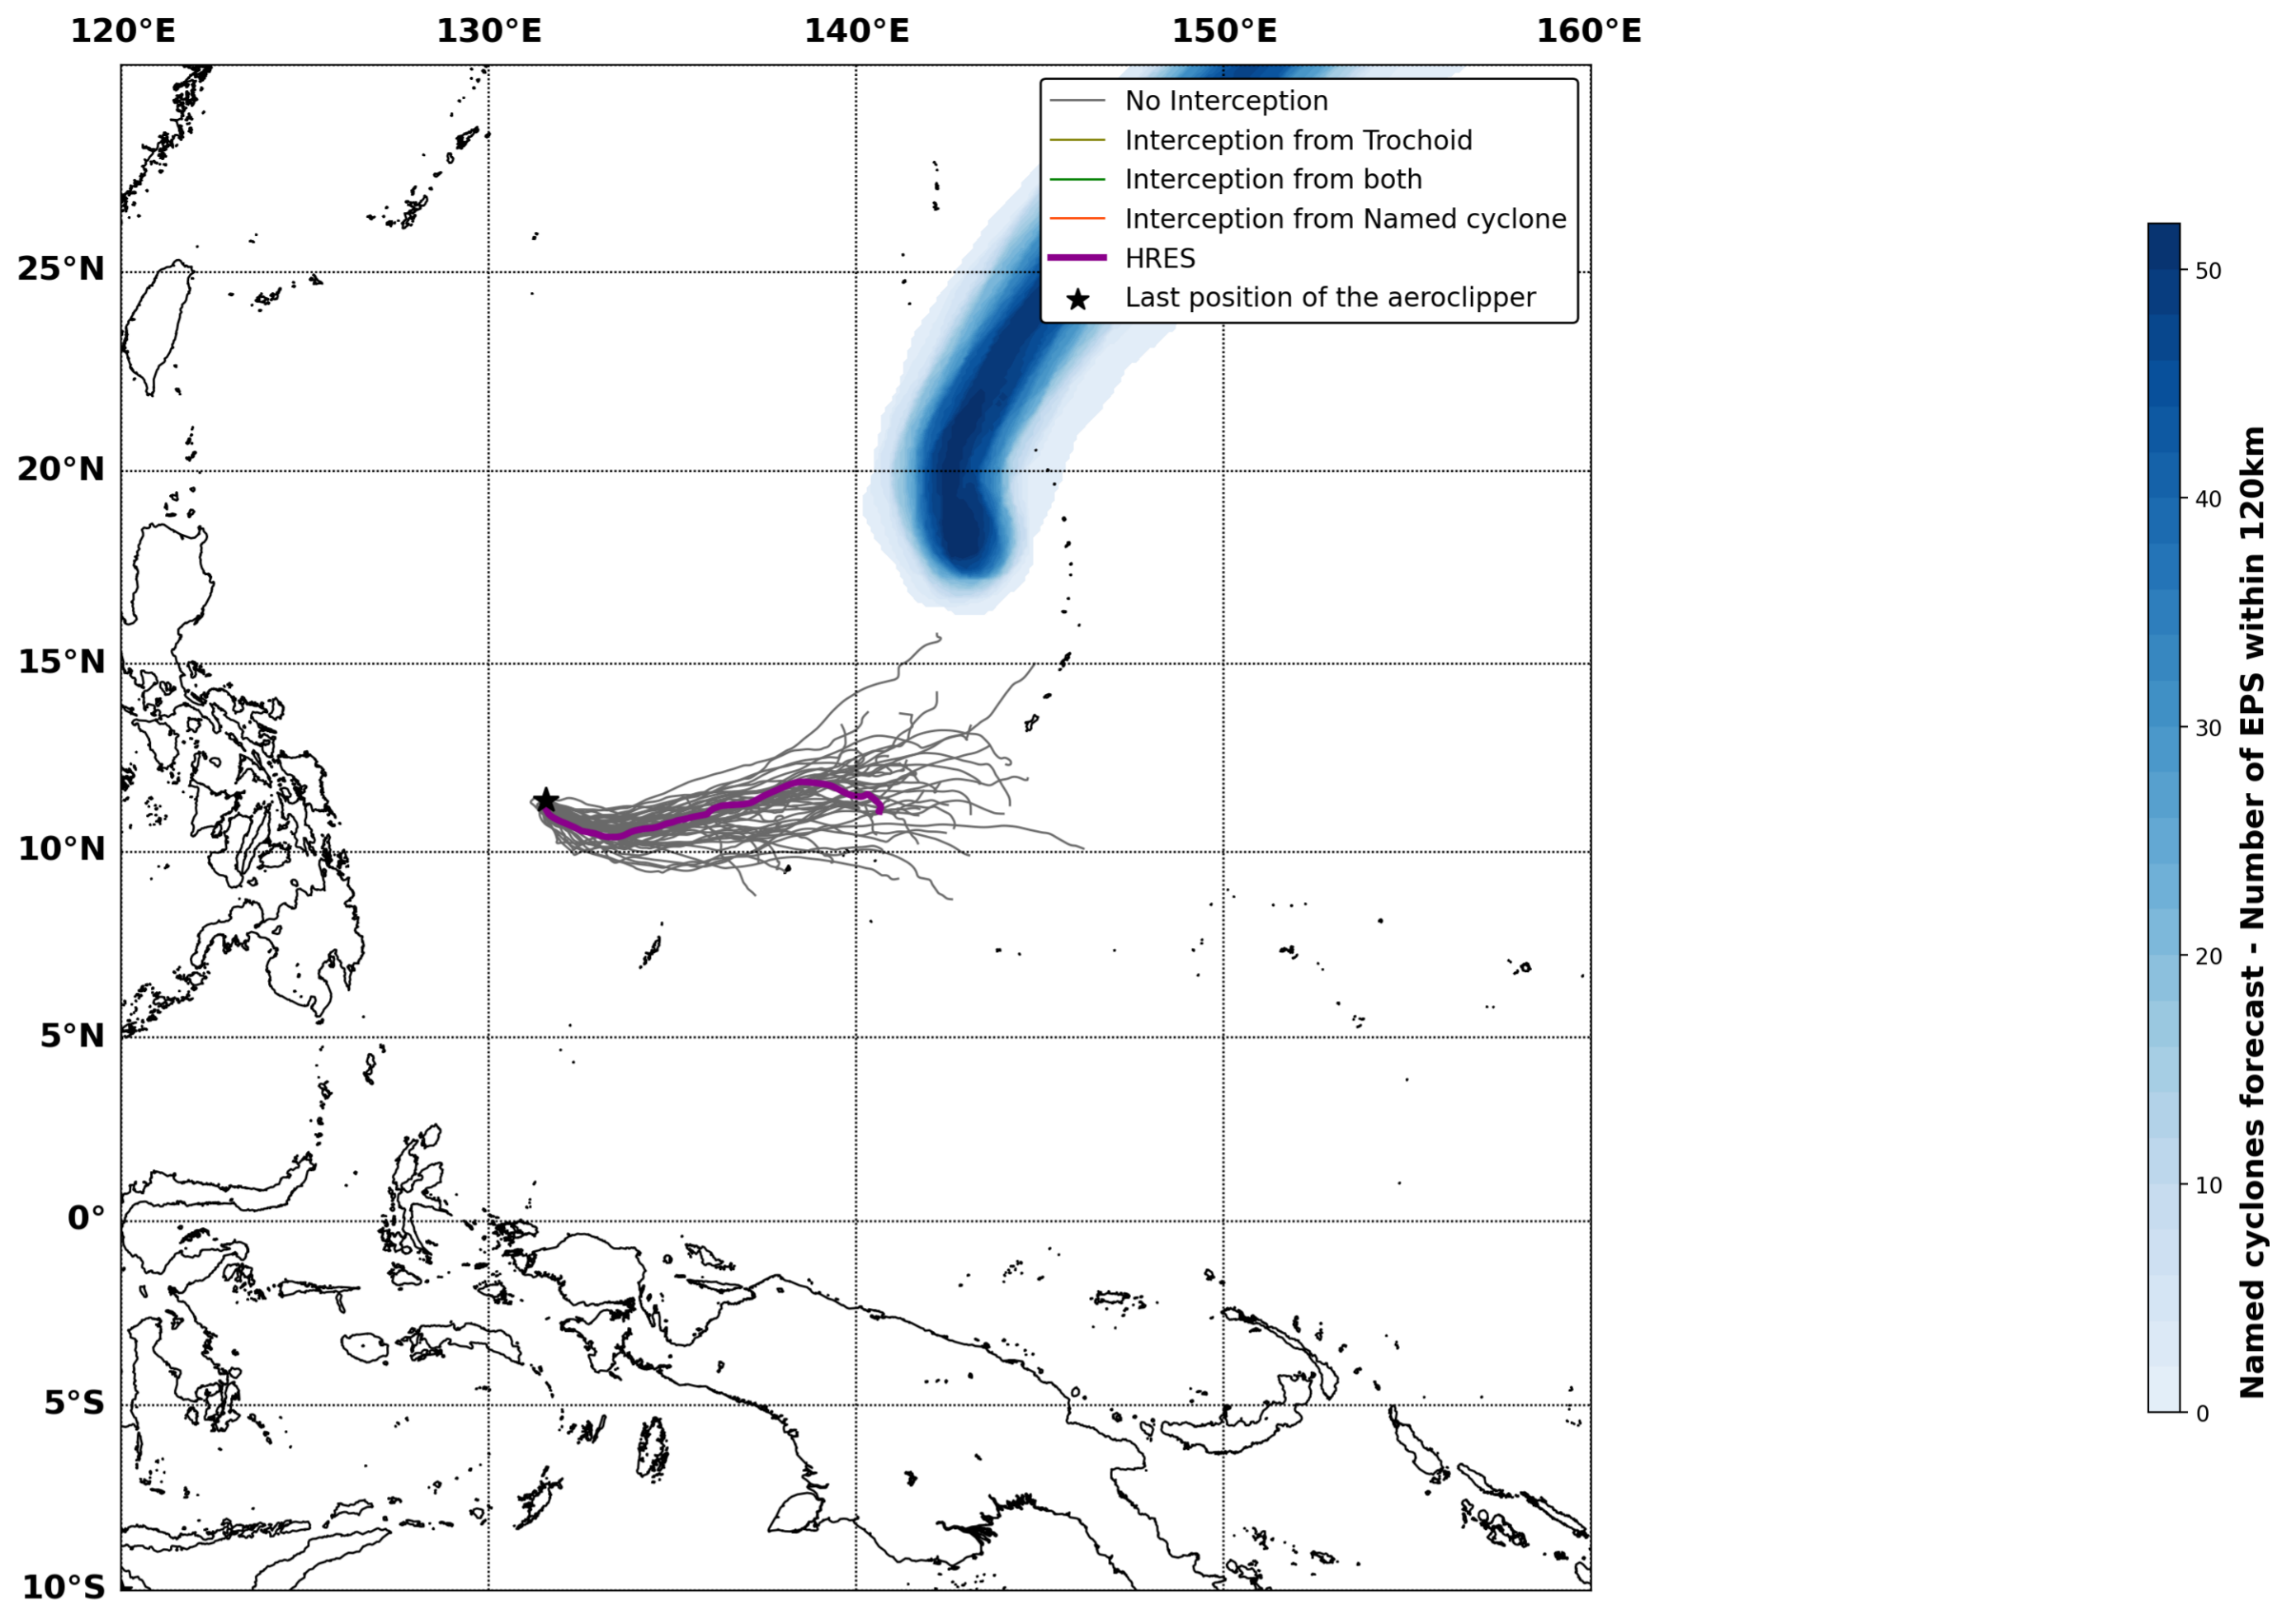 120°E 130°E 140°E 150°E 160°E
No Interception
Interception from Trochoid
Interception from both
Interception from Named cyclone
HRES
Last position of the aeroclipper
25°N
20°N
15°N
10°N
5°N
0°
5°S
10°S
50
40
30
20
10
0
Named cyclones forecast - Number of EPS within 120km